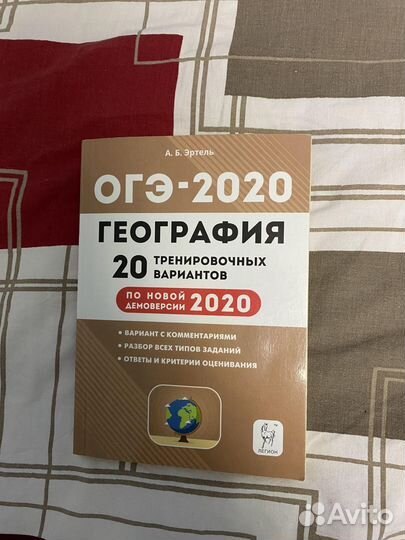 А. Б. Эртель
ОГЭ-2020
ГЕОГРАФИЯ
20 ТРЕНИРОВОЧНЫХ
ВАРИАНТОВ
ПО НОВОЙ
ДЕМОВЕРСИИ 2020
• ВАРИАНТ С КОММЕНТАРИЯМИ
• РАЗБОР ВСЕХ ТИПОВ ЗАДАНИЙ
• ОТВЕТЫ И КРИТЕРИИ ОЦЕНИВАНИЯ
ЛЕГИОН
Avito